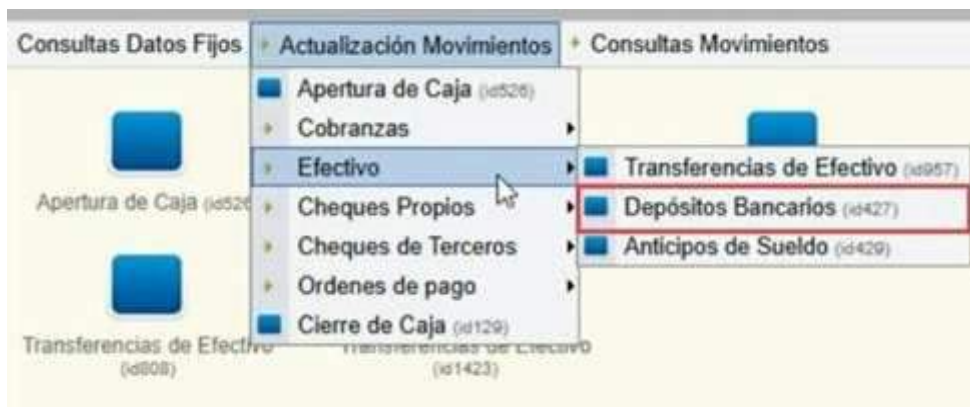 Consultas Datos Fijos
Actualización Movimientos
Consultas Movimientos
Apertura de Caja (id526)
Cobranzas
Efectivo
Cheques Propios
Cheques de Terceros
Ordenes de pago
Cierre de Caja (id129)
Transferencias de Efectivo (id957)
Depósitos Bancarios (id427)
Anticipos de Sueldo (id429)
Apertura de Caja (id526
Transferencias de Efectivo
(id808)
Transferencias de Efectivo
(id1423)